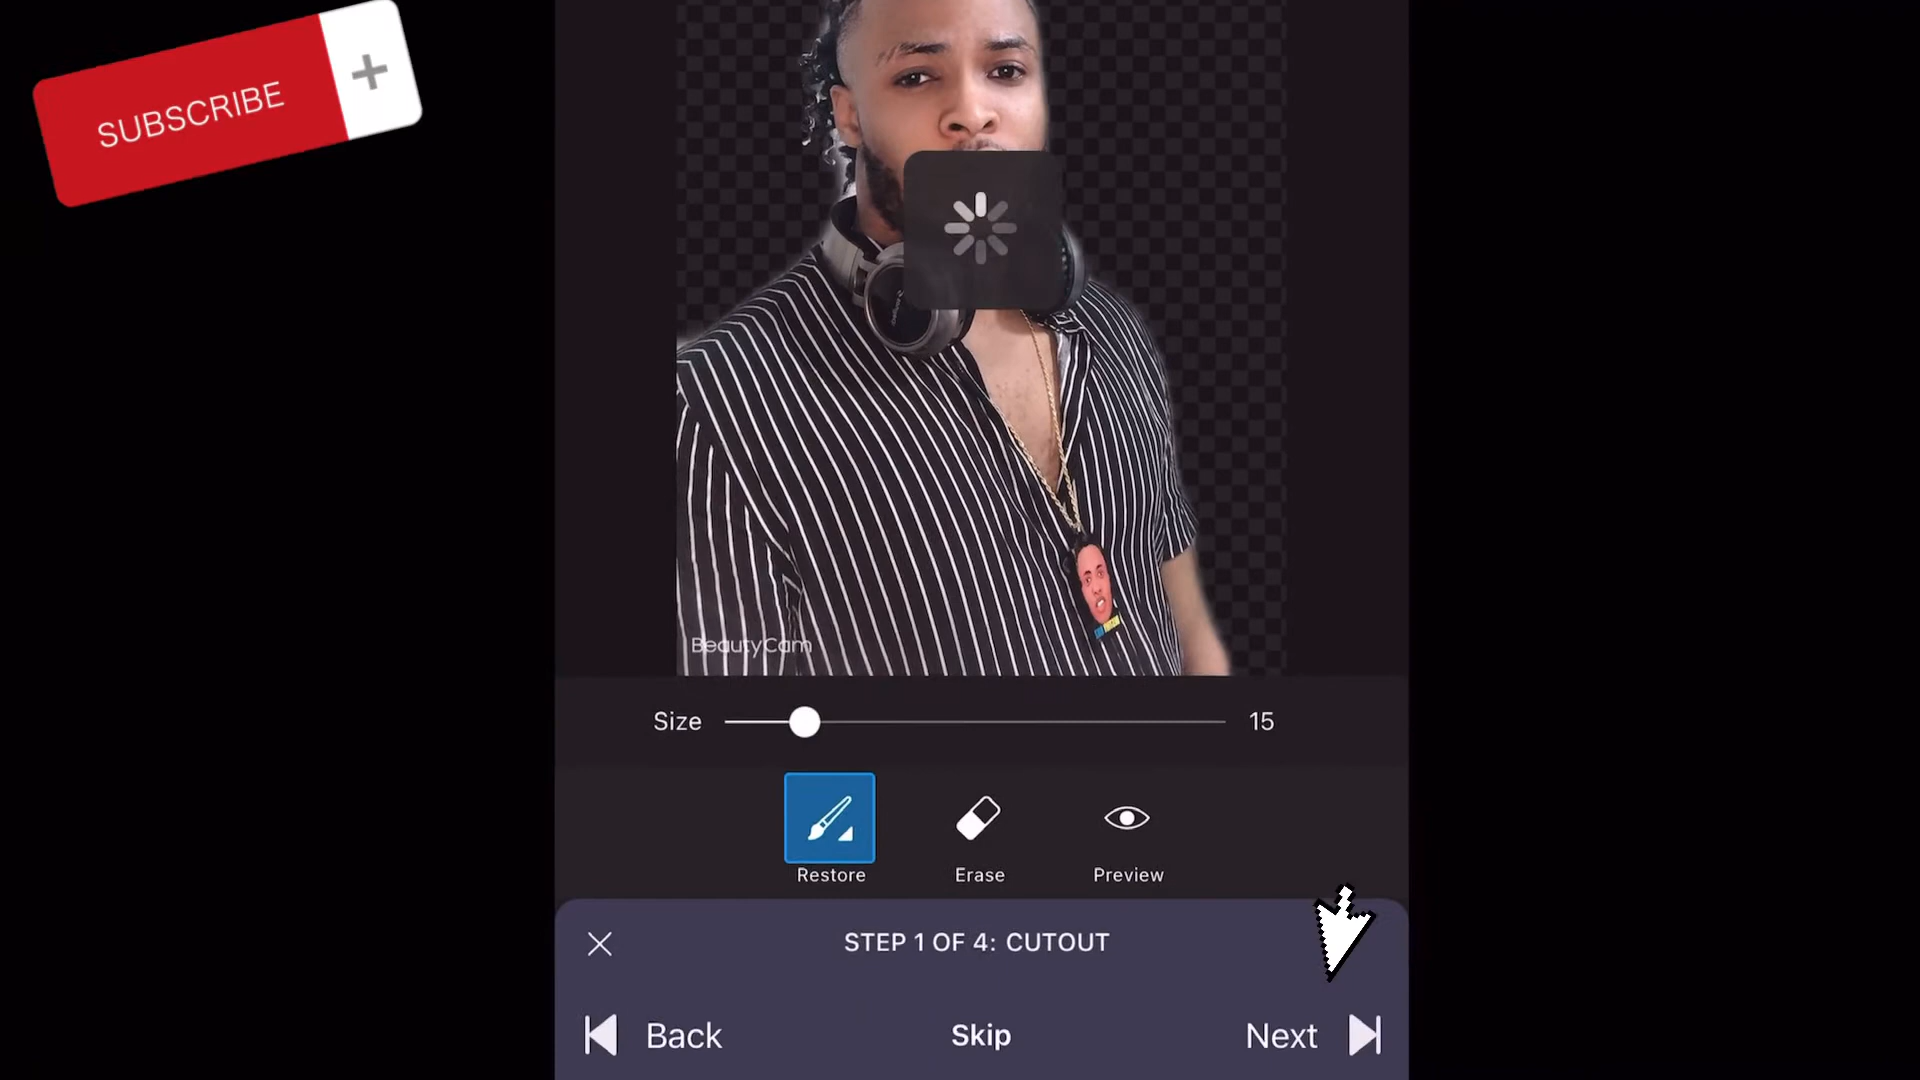 SUBSCRIBE
BeautyCam
Size
15
Restore
Erase
Preview
STEP 1 OF 4: CUTOUT
Back
Skip
Next